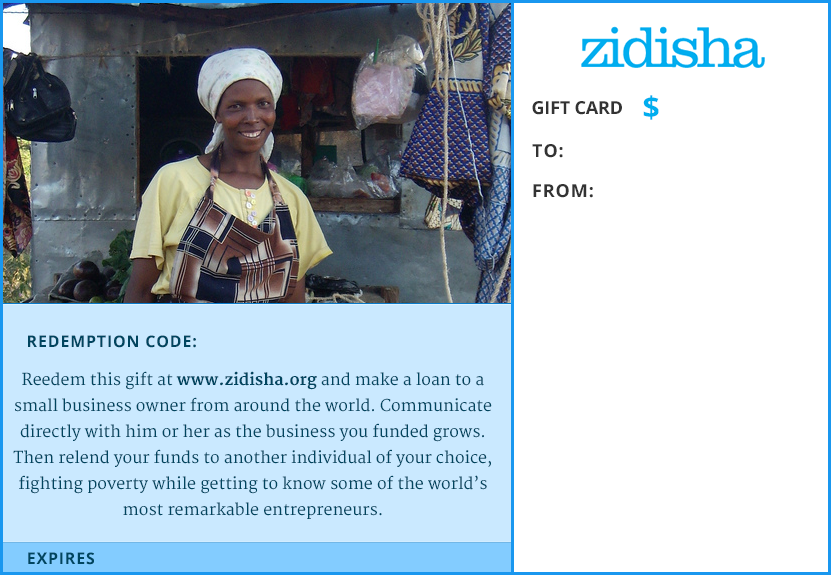 zidisha
GIFT CARD $
TO:
FROM:
REDEMPTION CODE:
Reedem this gift at www.zidisha.org and make a loan to a
small business owner from around the world. Communicate
directly with him or her as the business you funded grows.
Then relend your funds to another individual of your choice,
fighting poverty while getting to know some of the world’s
most remarkable entrepreneurs.
EXPIRES